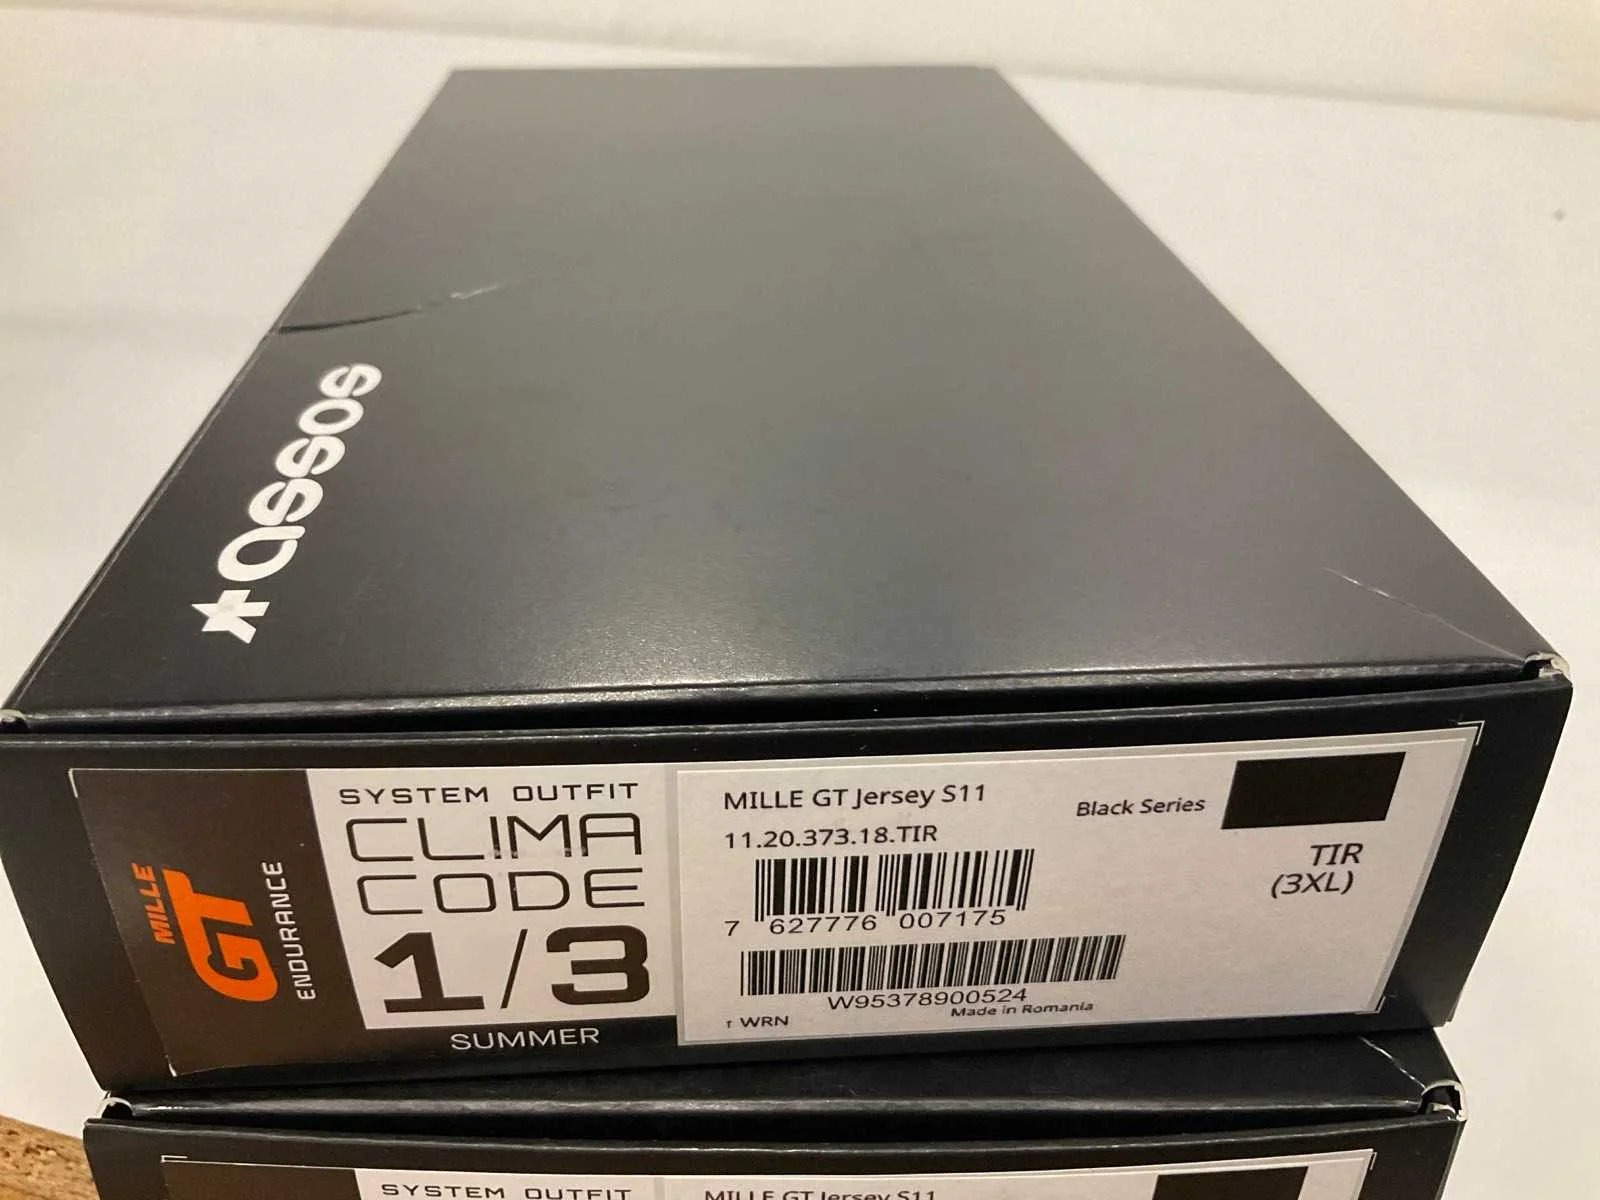 assos
MILLE
GT
ENDURANCE
SYSTEM OUTFIT
CLIMA
CODE
1/3
SUMMER
MILLE GT Jersey S11
11.20.373.18.TIR
Black Series
TIR
(3XL)
7 627776 007175
W95378900524
Made in Romania
T WRN
SYSTEM OUTFIT
MILLE GT Jersey S11